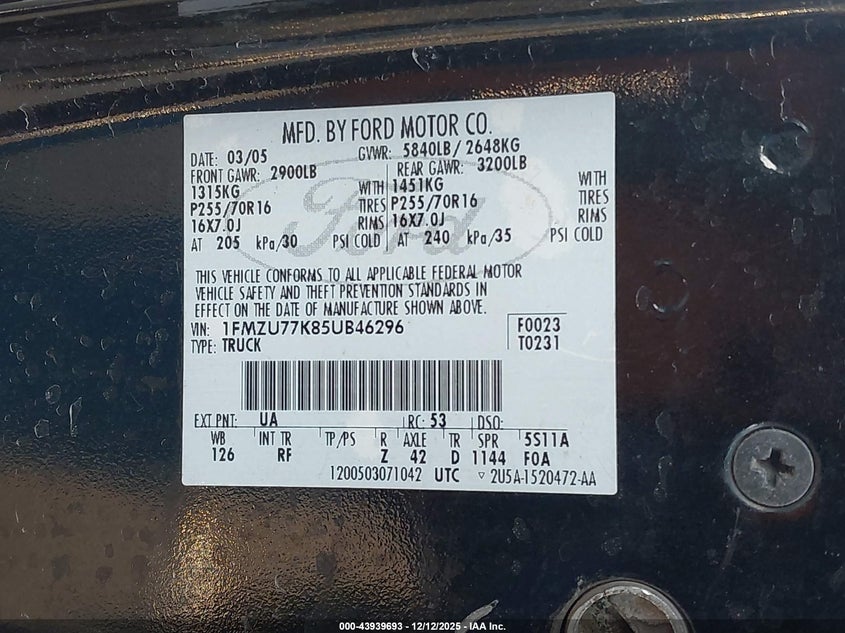 MFD. BY FORD MOTOR CO.
DATE: 03/05 GVWR: 5840LB/ 2648KG
FRONT GAWR: 2900LB REAR GAWR: 3200LB
1315KG WITH 1451KG WITH
P255/70R16 TIRES P255/70R16 TIRES
16X7.0J RIMS 16X7.0J RIMS
AT 205 kPa/30 PSI COLD AT 240 kPa/35 PSI COLD
Ford
THIS VEHICLE CONFORMS TO ALL APPLICABLE FEDERAL MOTOR
VEHICLE SAFETY AND THEFT PREVENTION STANDARDS IN
EFFECT ON THE DATE OF MANUFACTURE SHOWN ABOVE.
VIN: 1FMZU77K85UB46296 F0023
TYPE: TRUCK T0231
EXT PNT: UA RC: 53 DSO:
WB INT TR TP/PS R AXLE TR SPR 5S11A
126 RF Z 42 D 1144 F0A
1200503071042 UTC ▽ 2U5A-1520472-AA
000-43939693 - 12/12/2025 - IAA Inc.